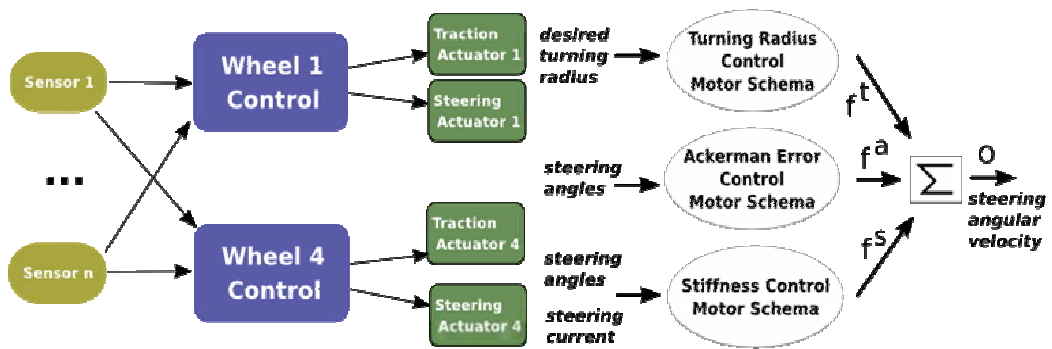 Sensor 1
...
Sensor n
Wheel 1
Control
Wheel 4
Control
Traction
Actuator 1
Steering
Actuator 1
Traction
Actuator 4
Steering
Actuator 4
desired
turning
radius
steering
angles
steering
angles
steering
current
Turning Radius
Control
Motor Schema
Ackerman Error
Control
Motor Schema
Stiffness Control
Motor Schema
f^t
f^a
f^s
Σ
O
steering
angular
velocity